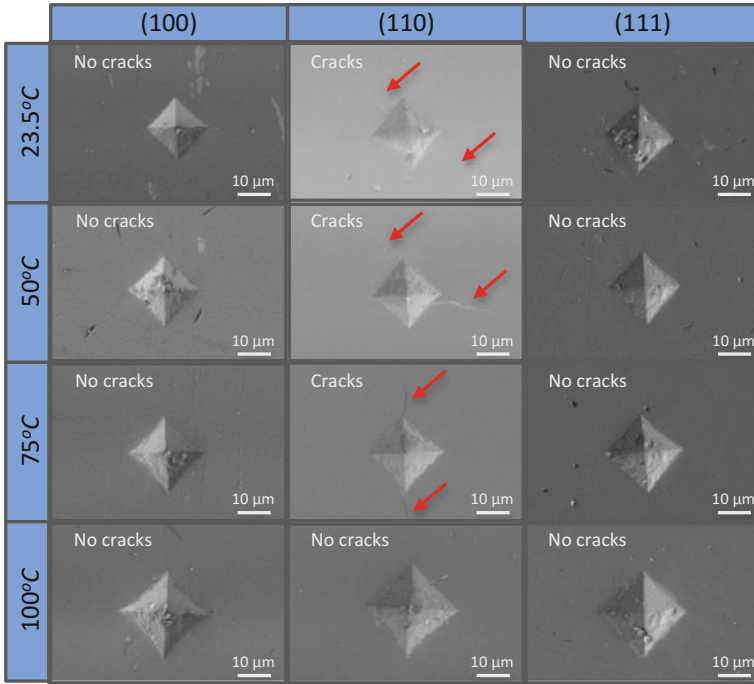 (100) (110) (111)
23.5°C
No cracks Cracks No cracks
10 µm 10 µm 10 µm
50°C
No cracks Cracks No cracks
10 µm 10 µm 10 µm
75°C
No cracks Cracks No cracks
10 µm 10 µm 10 µm
100°C
No cracks No cracks No cracks
10 µm 10 µm 10 µm